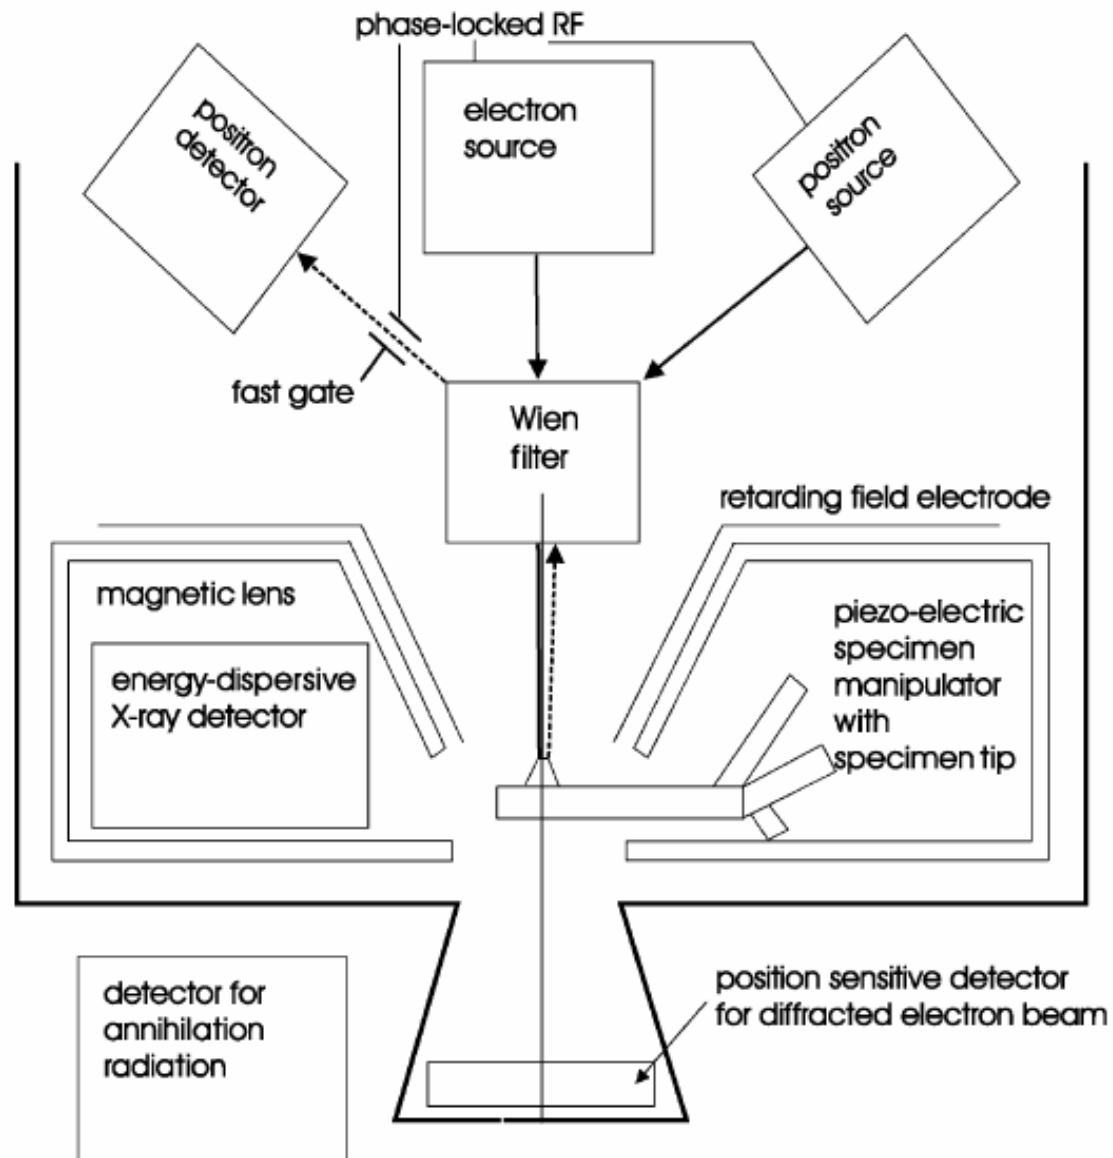 phase-locked RF
positron
detector
electron
source
positron
source
fast gate
Wien
filter
retarding field electrode
magnetic lens
energy-dispersive
X-ray detector
piezo-electric
specimen
manipulator
with
specimen tip
detector for
annihilation
radiation
position sensitive detector
for diffracted electron beam